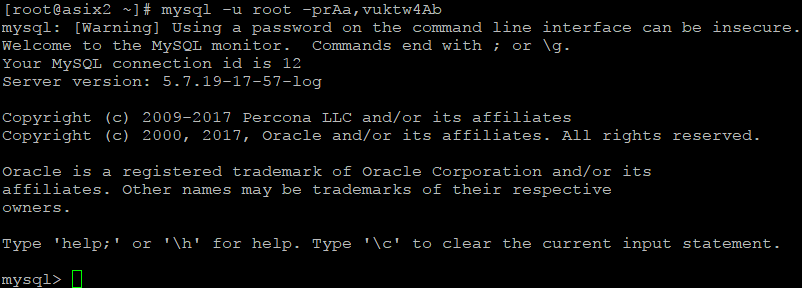 [root@asix2 ~]# mysql -u root -prAa,vuktw4Ab
mysql: [Warning] Using a password on the command line interface can be insecure.
Welcome to the MySQL monitor.  Commands end with ; or \g.
Your MySQL connection id is 12
Server version: 5.7.19-17-57-log

Copyright (c) 2009-2017 Percona LLC and/or its affiliates
Copyright (c) 2000, 2017, Oracle and/or its affiliates. All rights reserved.

Oracle is a registered trademark of Oracle Corporation and/or its
affiliates. Other names may be trademarks of their respective
owners.

Type 'help;' or '\h' for help. Type '\c' to clear the current input statement.

mysql>